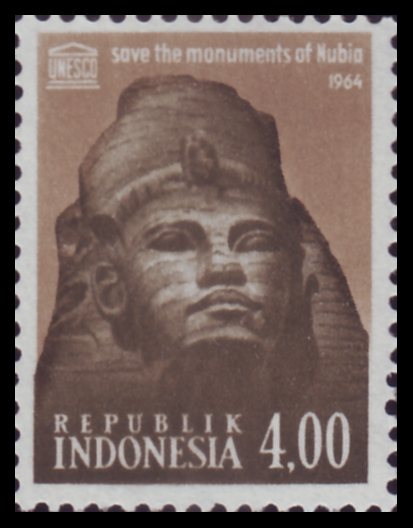 UNESCO
save the monuments of Nubia
1964
REPUBLIK
INDONESIA 4,00